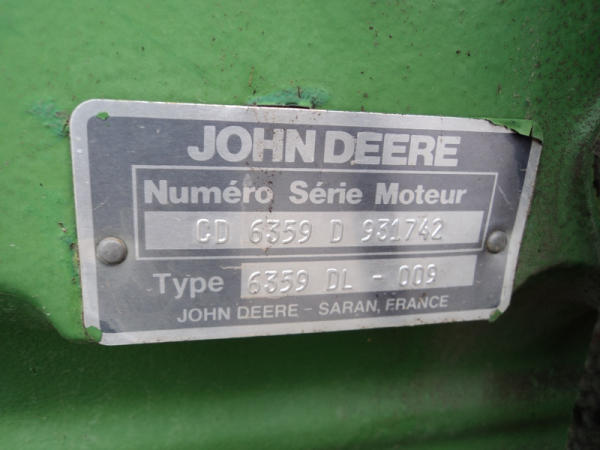 JOHN DEERE
Numéro Série Moteur
CD 6359 D 931742
Type 6359 DL - 009
JOHN DEERE - SARAN, FRANCE